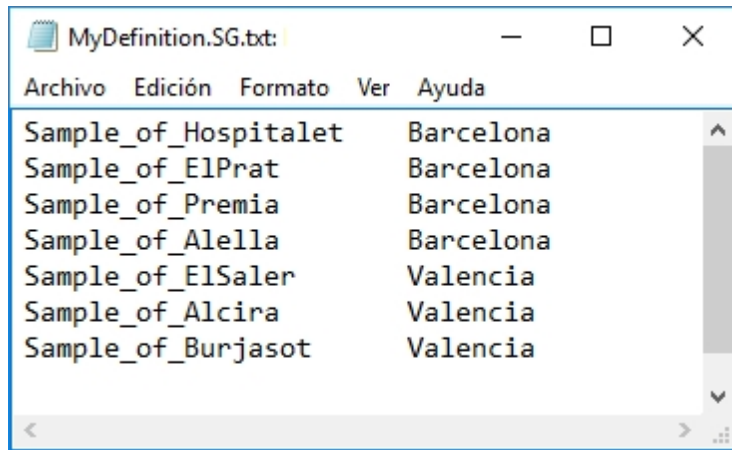 MyDefinition.SG.txt:
Archivo Edición Formato Ver Ayuda
Sample_of_Hospitalet Barcelona
Sample_of_ElPrat Barcelona
Sample_of_Premia Barcelona
Sample_of_Alella Barcelona
Sample_of_ElSaler Valencia
Sample_of_Alcira Valencia
Sample_of_Burjasot Valencia